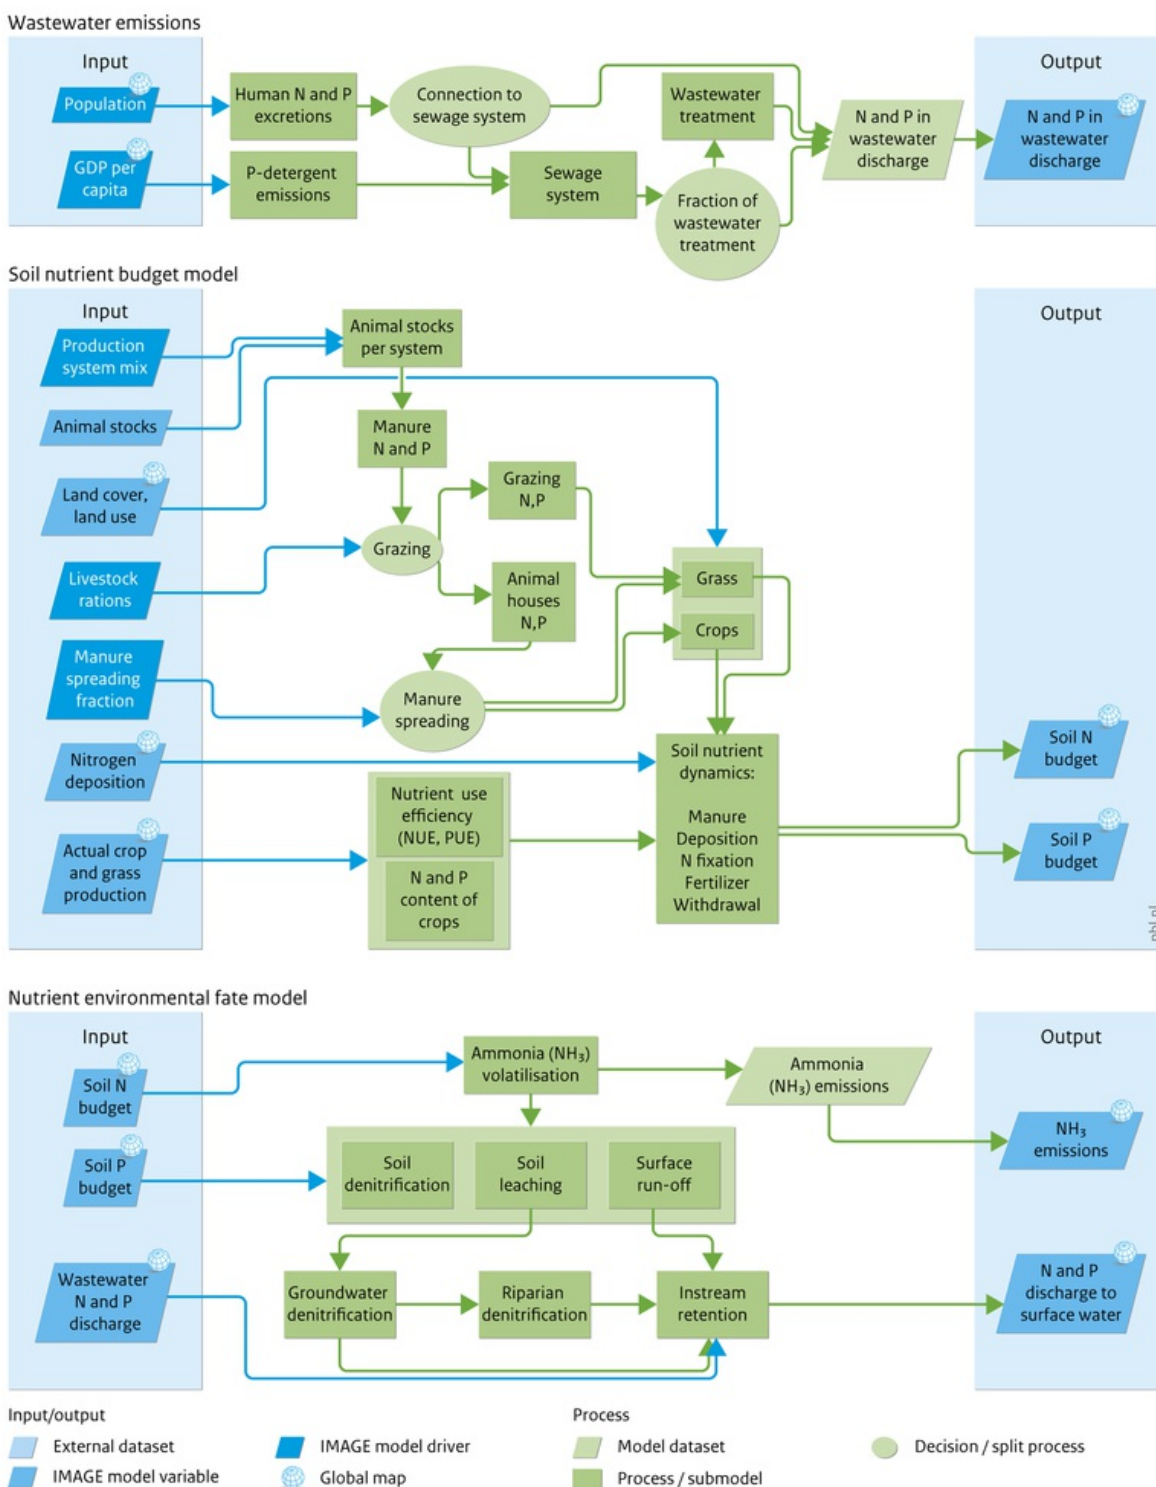 Wastewater emissions
Input
Output
Population
GDP per
capita
Human N and P
excretions
P-detergent
emissions
Connection to
sewage system
Sewage
system
Wastewater
treatment
Fraction of
wastewater
treatment
N and P in
wastewater
discharge
N and P in
wastewater
discharge
Soil nutrient budget model
Input
Output
Production
system mix
Animal stocks
Land cover,
land use
Livestock
rations
Manure
spreading
fraction
Nitrogen
deposition
Actual crop
and grass
production
Animal stocks
per system
Manure
N and P
Grazing
Grazing
N,P
Animal
houses
N,P
Manure
spreading
Grass
Crops
Nutrient use
efficiency
(NUE, PUE)
N and P
content of
crops
Soil nutrient
dynamics:
Manure
Deposition
N fixation
Fertilizer
Withdrawal
Soil N
budget
Soil P
budget
pbl.nl
Nutrient environmental fate model
Input
Output
Soil N
budget
Soil P
budget
Wastewater
N and P
discharge
Ammonia (NH₃)
volatilisation
Ammonia
(NH₃) emissions
Soil
denitrification
Soil
leaching
Surface
run-off
Groundwater
denitrification
Riparian
denitrification
Instream
retention
NH₃
emissions
N and P
discharge to
surface water
Input/output
External dataset
IMAGE model variable
IMAGE model driver
Global map
Process
Model dataset
Process / submodel
Decision / split process